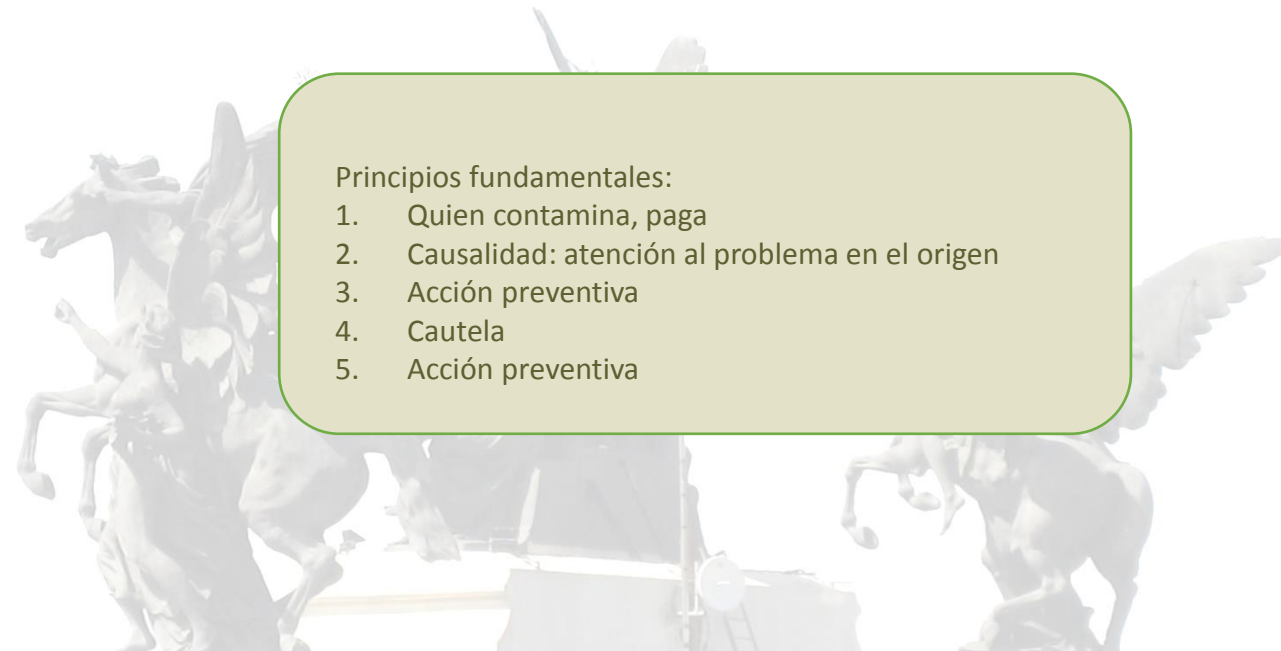 Principios fundamentales:
1. Quien contamina, paga
2. Causalidad: atención al problema en el origen
3. Acción preventiva
4. Cautela
5. Acción preventiva